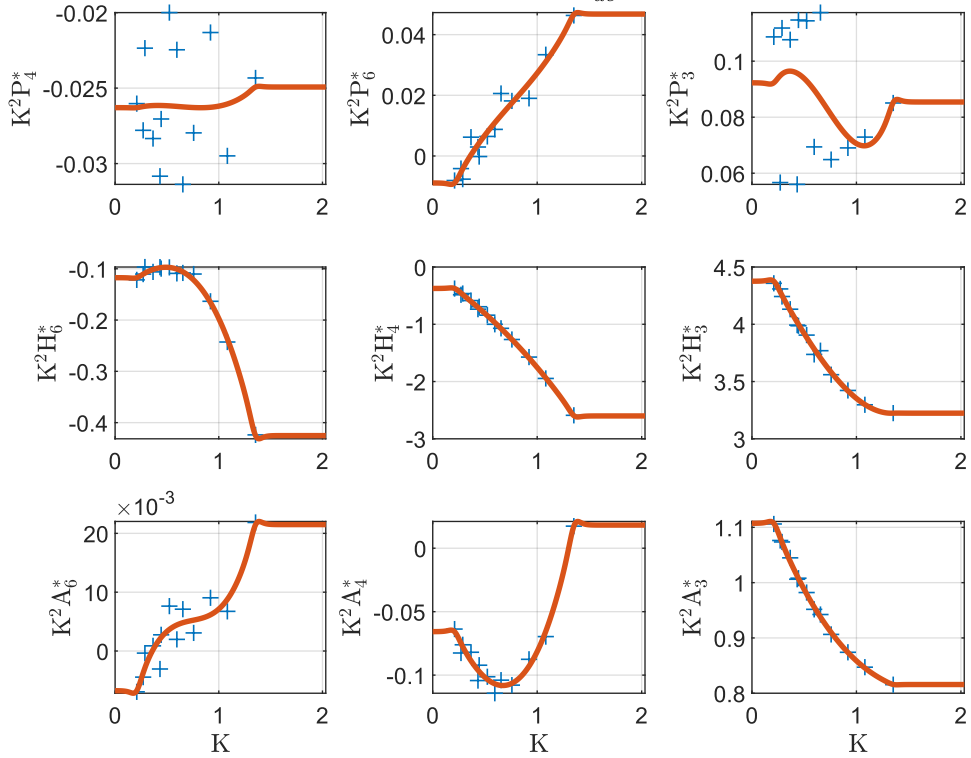 K²P₄* K²P₆* K²P₃*
-0.02 0.04 0.1
-0.025 0.02 0.08
-0.03 0 0.06
0 1 2 0 1 2 0 1 2
K²H₆* K²H₄* K²H₃*
-0.1 0 4.5
-0.2 -1 4
-0.3 -2 3.5
-0.4 -3 3
0 1 2 0 1 2 0 1 2
×10⁻³
K²A₆* K²A₄* K²A₃*
20 0 1.1
10 -0.05 1
0 -0.1 0.9
0.8
0 1 2 0 1 2 0 1 2
K K K